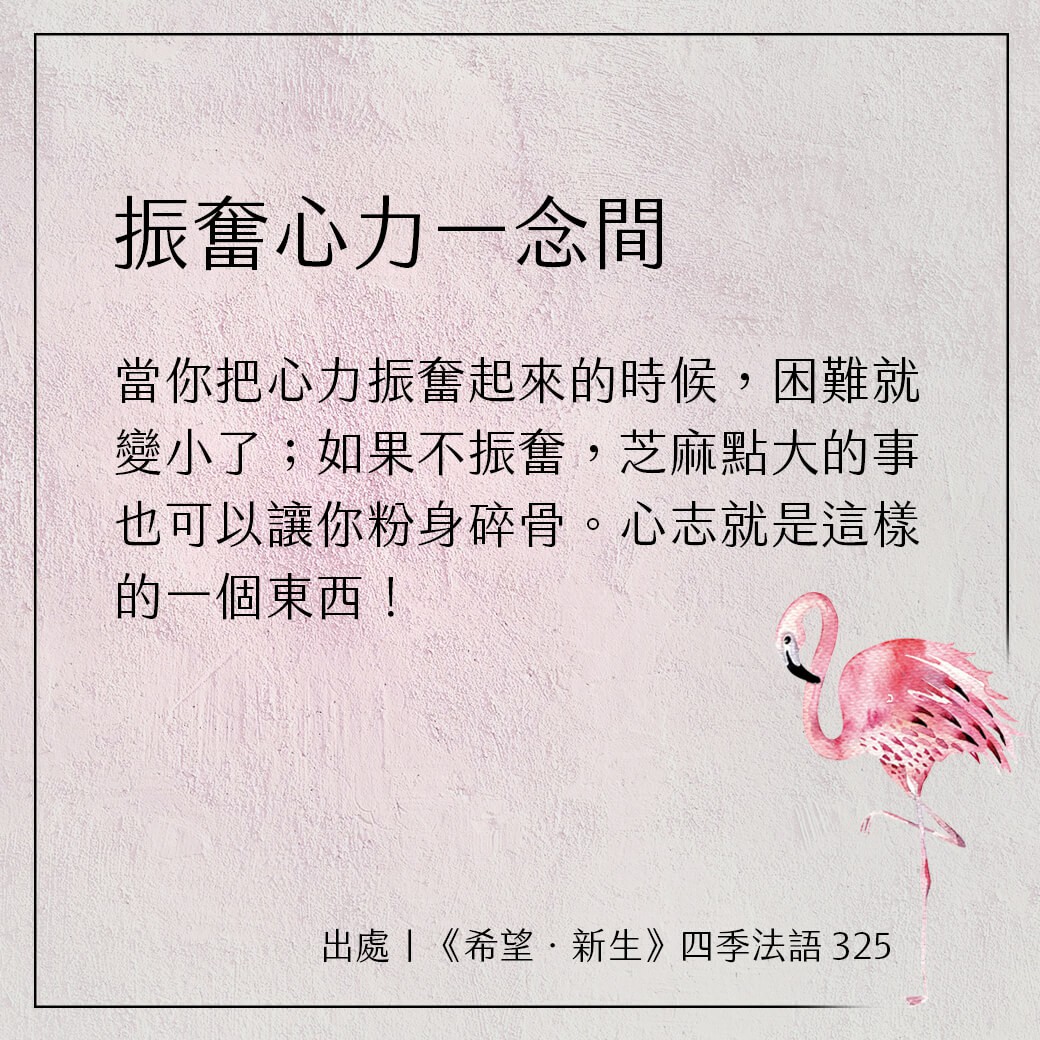 振奮心力一念間
當你把心力振奮起來的時候，困難就
變小了；如果不振奮，芝麻點大的事
也可以讓你粉身碎骨。心志就是這樣
的一個東西！
出處｜《希望．新生》四季法語 325